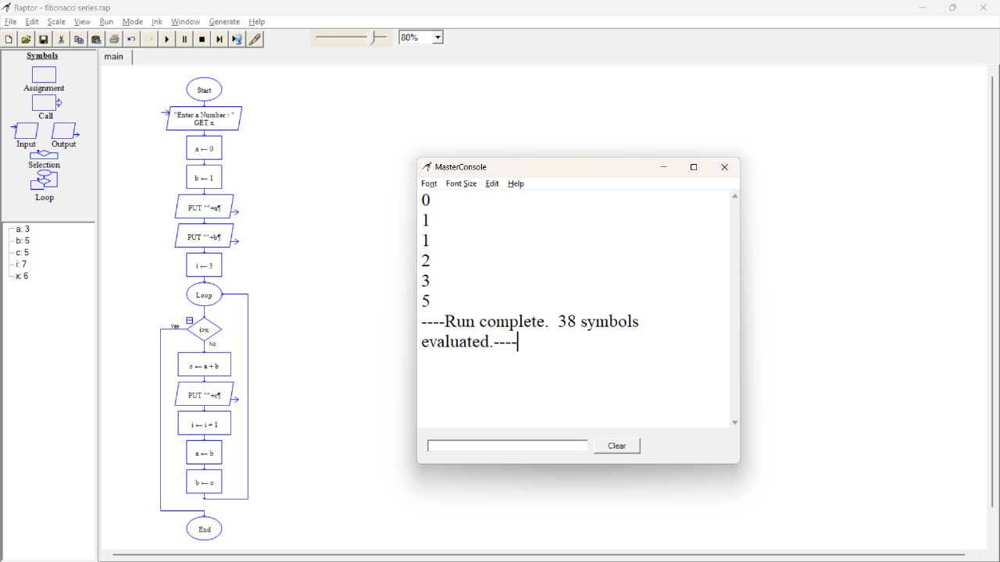 Raptor - fibonacci series.rap
File Edit Scale View Run Mode Ink Window Generate Help
80%
Symbols
Assignment
Call
Input Output
Selection
Loop
a: 3
b: 5
c: 5
i: 7
x: 6
main
Start
"Enter a Number : "
GET x
a ← 0
b ← 1
PUT ""+a¶
PUT ""+b¶
i ← 3
Loop
Yes
i>x
No
c ← a + b
PUT ""+c¶
i ← i + 1
a ← b
b ← c
End
MasterConsole
Font Font Size Edit Help
0
1
1
2
3
5
----Run complete. 38 symbols
evaluated.----
Clear